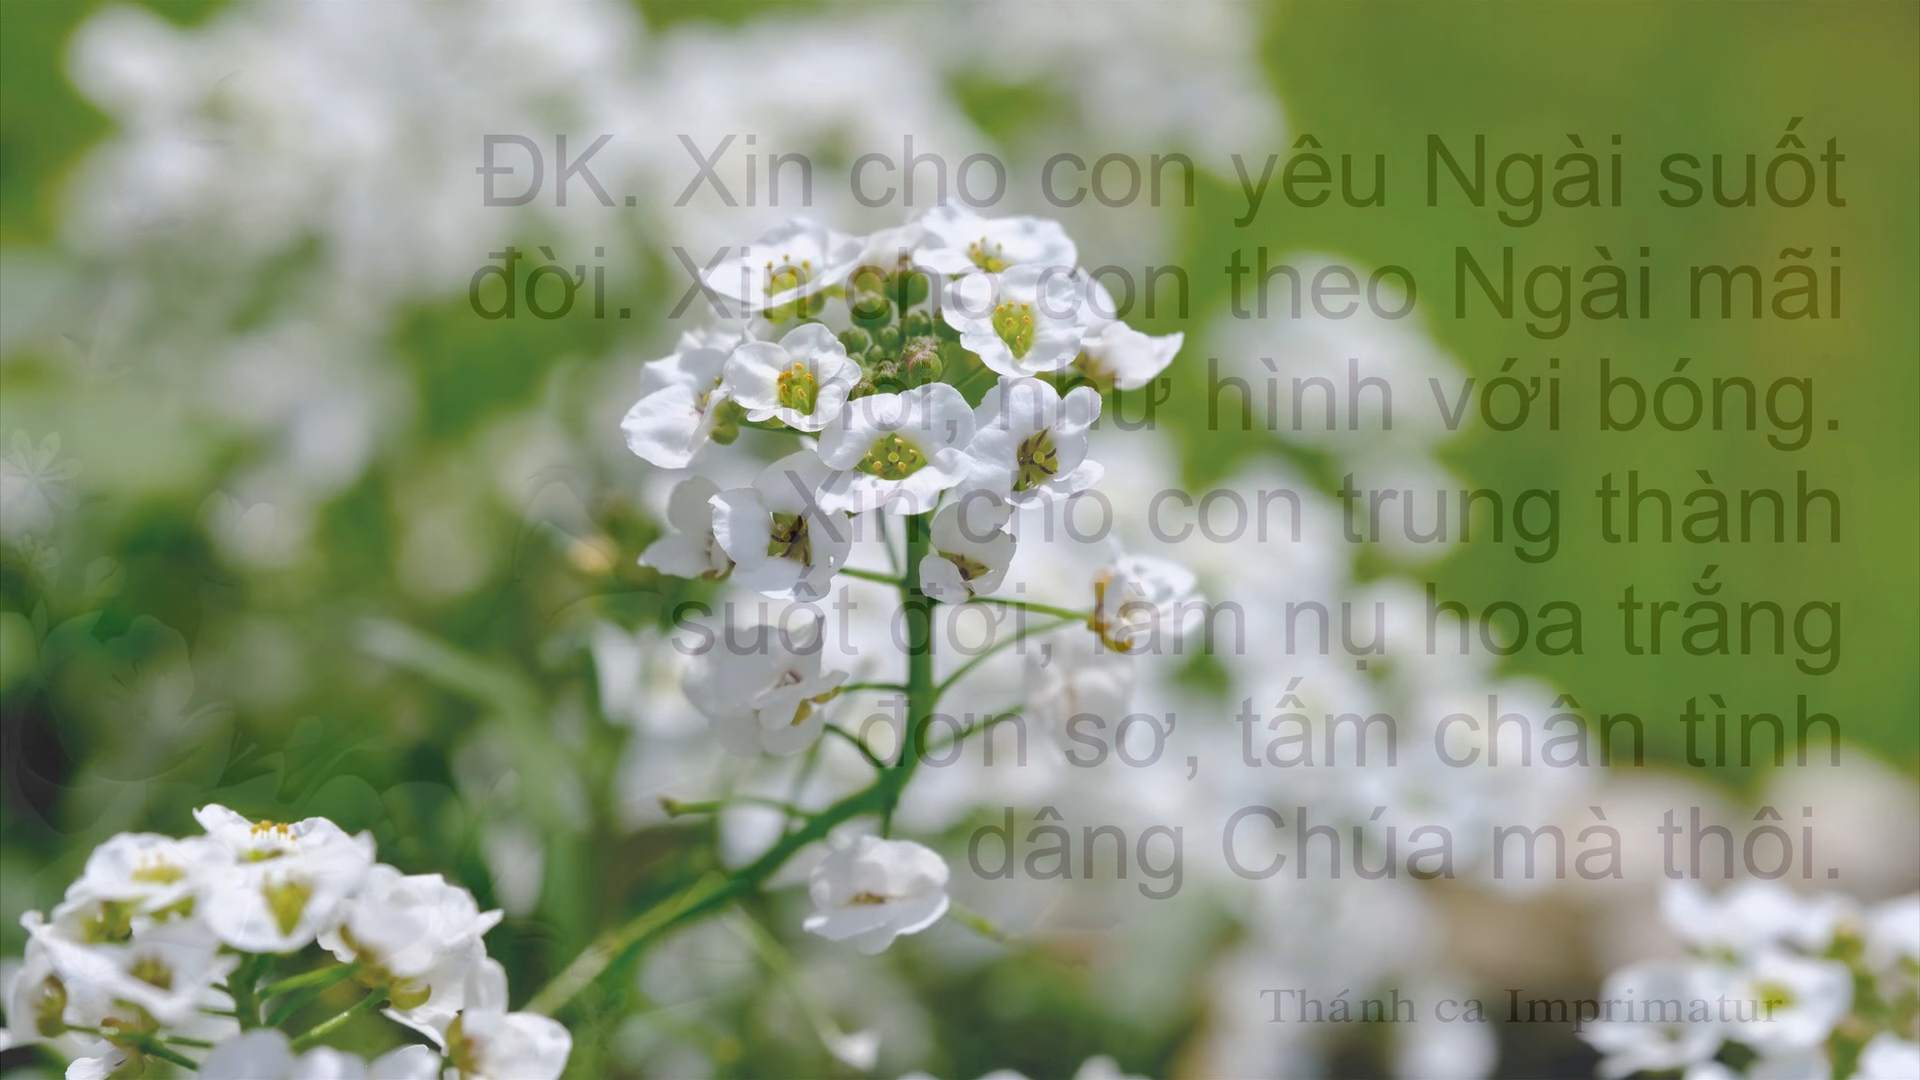 ĐK. Xin cho con yêu Ngài suốt
đời. Xin cho con theo Ngài mãi
thôi, như hình với bóng.
Xin cho con trung thành
suốt đời, làm nụ hoa trắng
đơn sơ, tấm chân tình
dâng Chúa mà thôi.
Thánh ca Imprimatur